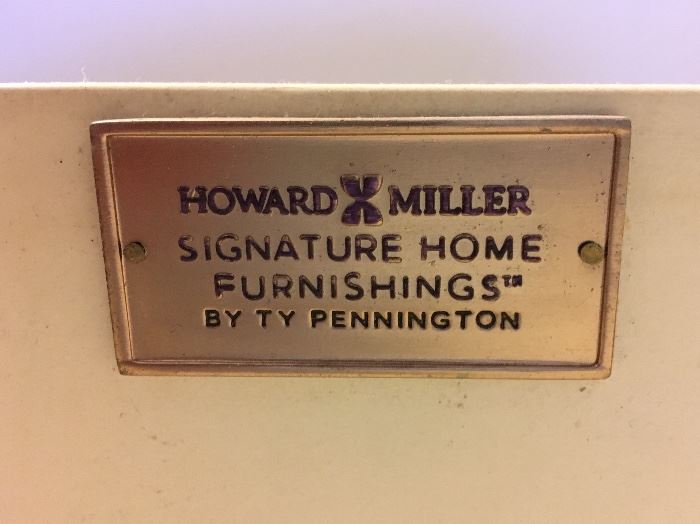 HOWARD MILLER
SIGNATURE HOME
FURNISHINGS™
BY TY PENNINGTON